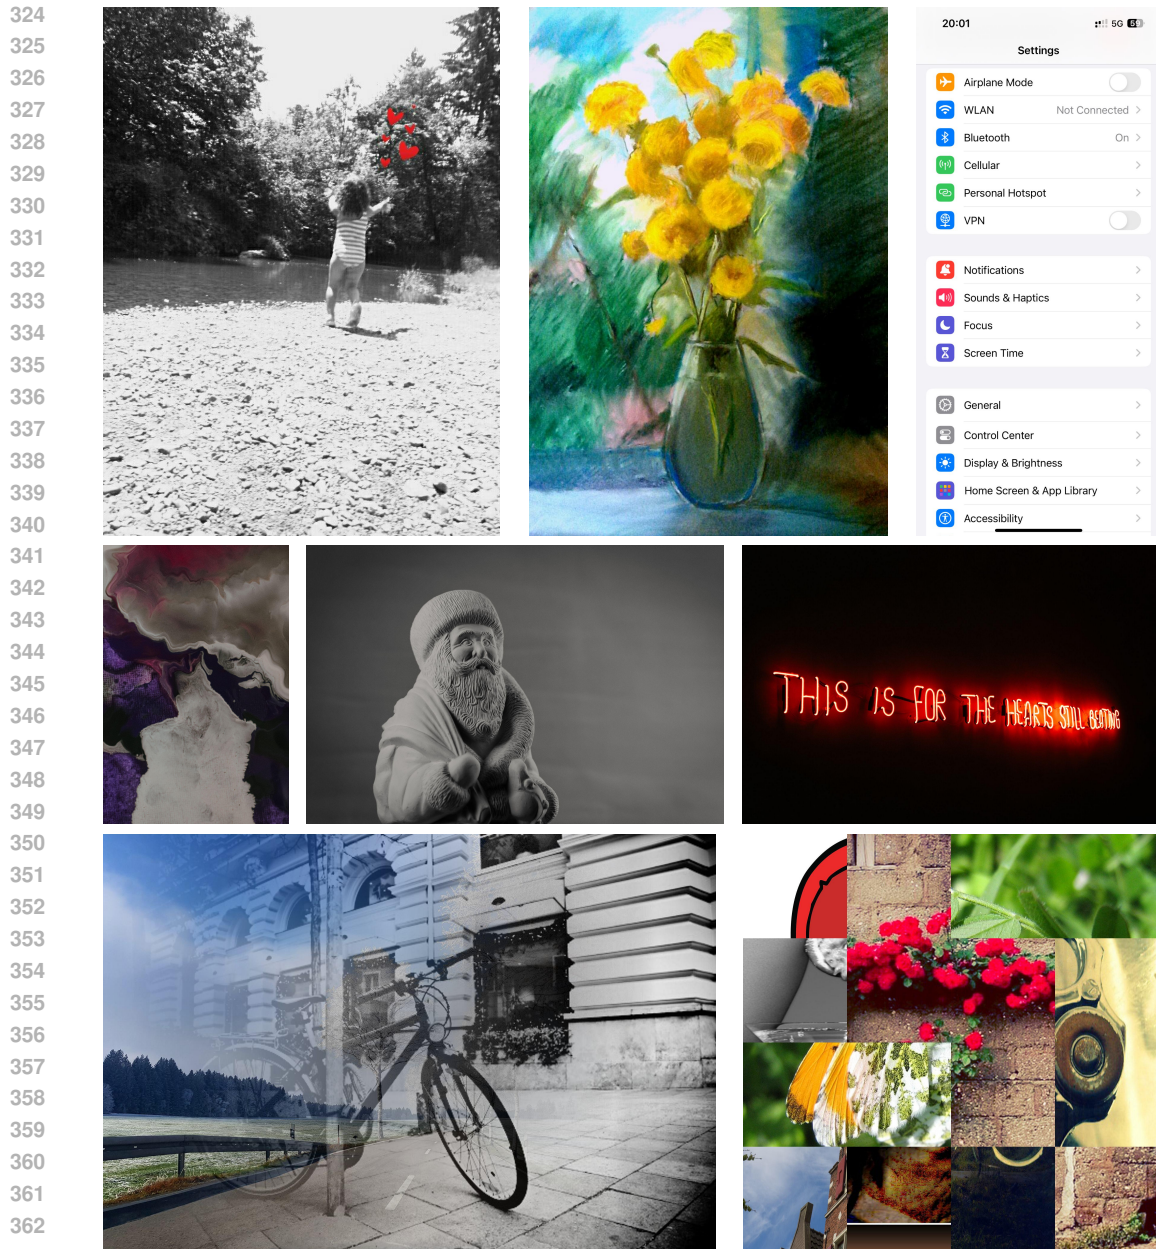 324
325
326
327
328
329
330
331
332
333
334
335
336
337
338
339
340
341
342
343
344
345
346
347
348
349
350
351
352
353
354
355
356
357
358
359
360
361
362
20:01
5G 69
Settings
Airplane Mode
WLAN Not Connected
Bluetooth On
Cellular
Personal Hotspot
VPN
Notifications
Sounds & Haptics
Focus
Screen Time
General
Control Center
Display & Brightness
Home Screen & App Library
Accessibility
THIS IS FOR THE HEARTS STILL BEATING